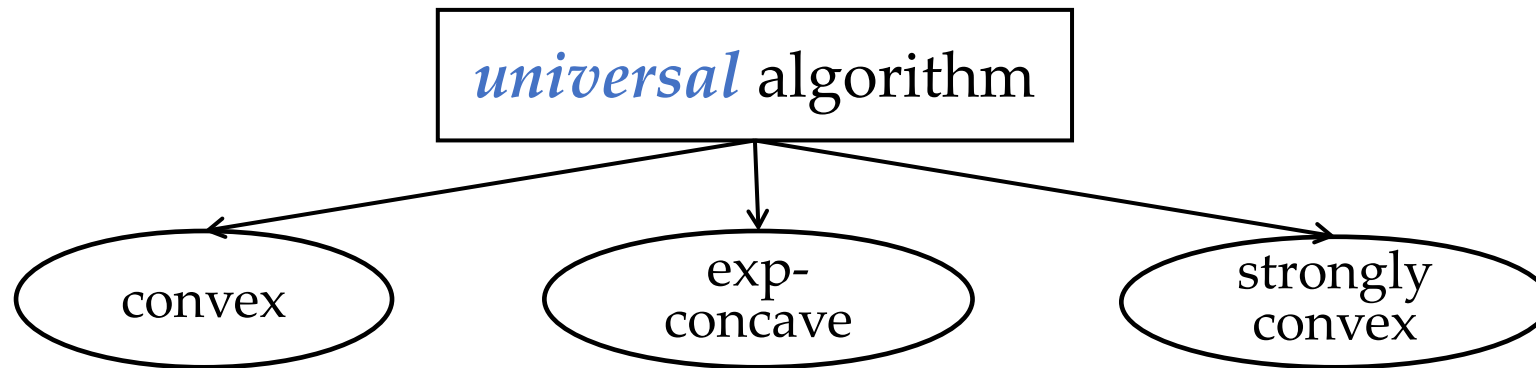 universal algorithm
convex
exp-
concave
strongly
convex